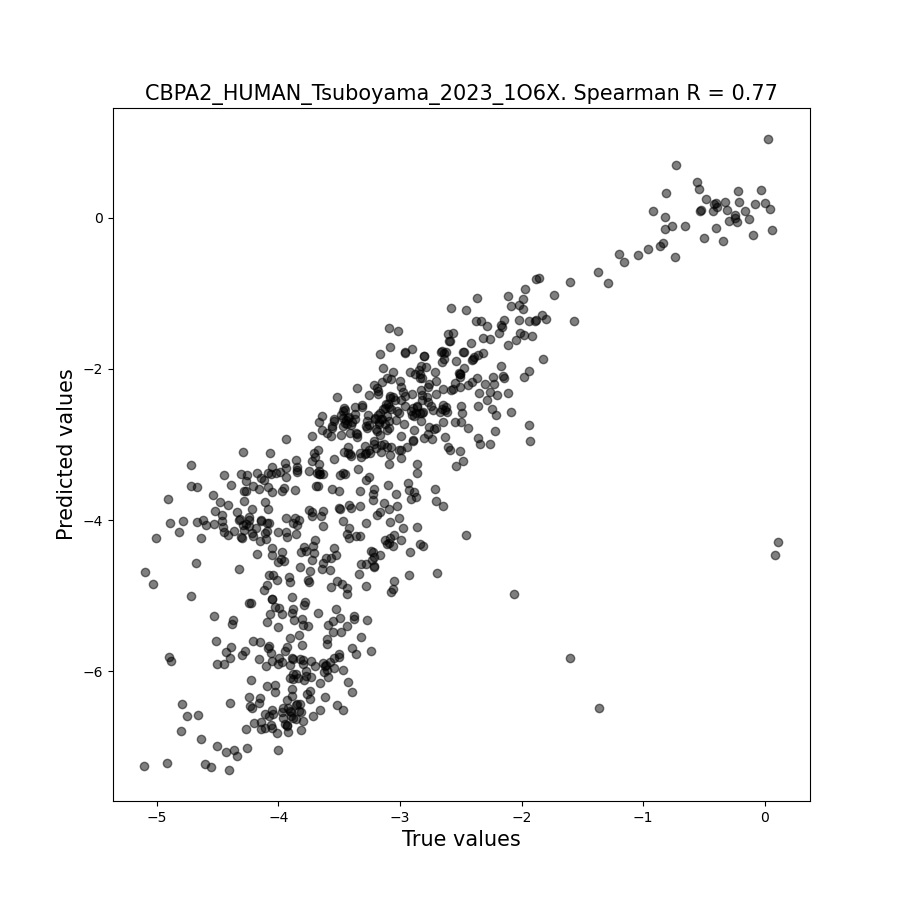 CBPA2_HUMAN_Tsuboyama_2023_1O6X. Spearman R = 0.77
0
−2
−4
−6
Predicted values
−5 −4 −3 −2 −1 0
True values